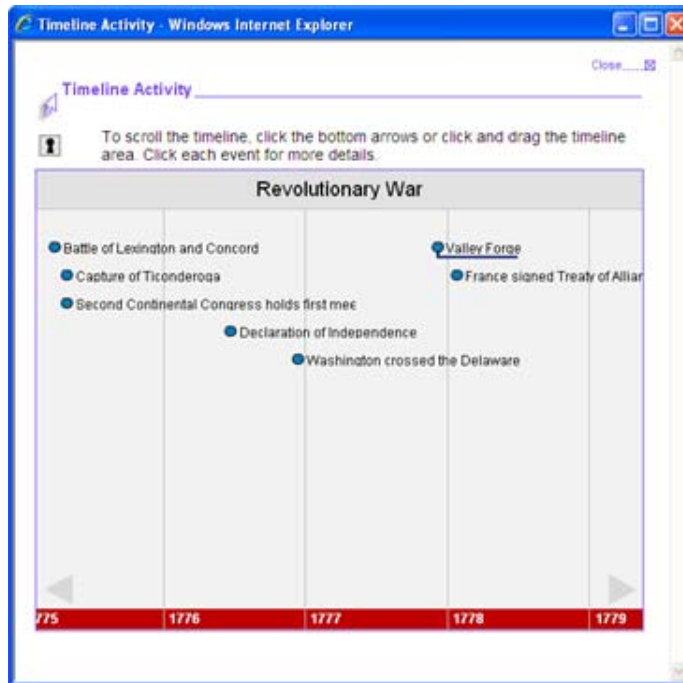 Timeline Activity - Windows Internet Explorer
Close
Timeline Activity
To scroll the timeline, click the bottom arrows or click and drag the timeline
area. Click each event for more details.
Revolutionary War
Battle of Lexington and Concord
Valley Forge
Capture of Ticonderoga
France signed Treaty of Allian
Second Continental Congress holds first mee
Declaration of Independence
Washington crossed the Delaware
775 1776 1777 1778 1779